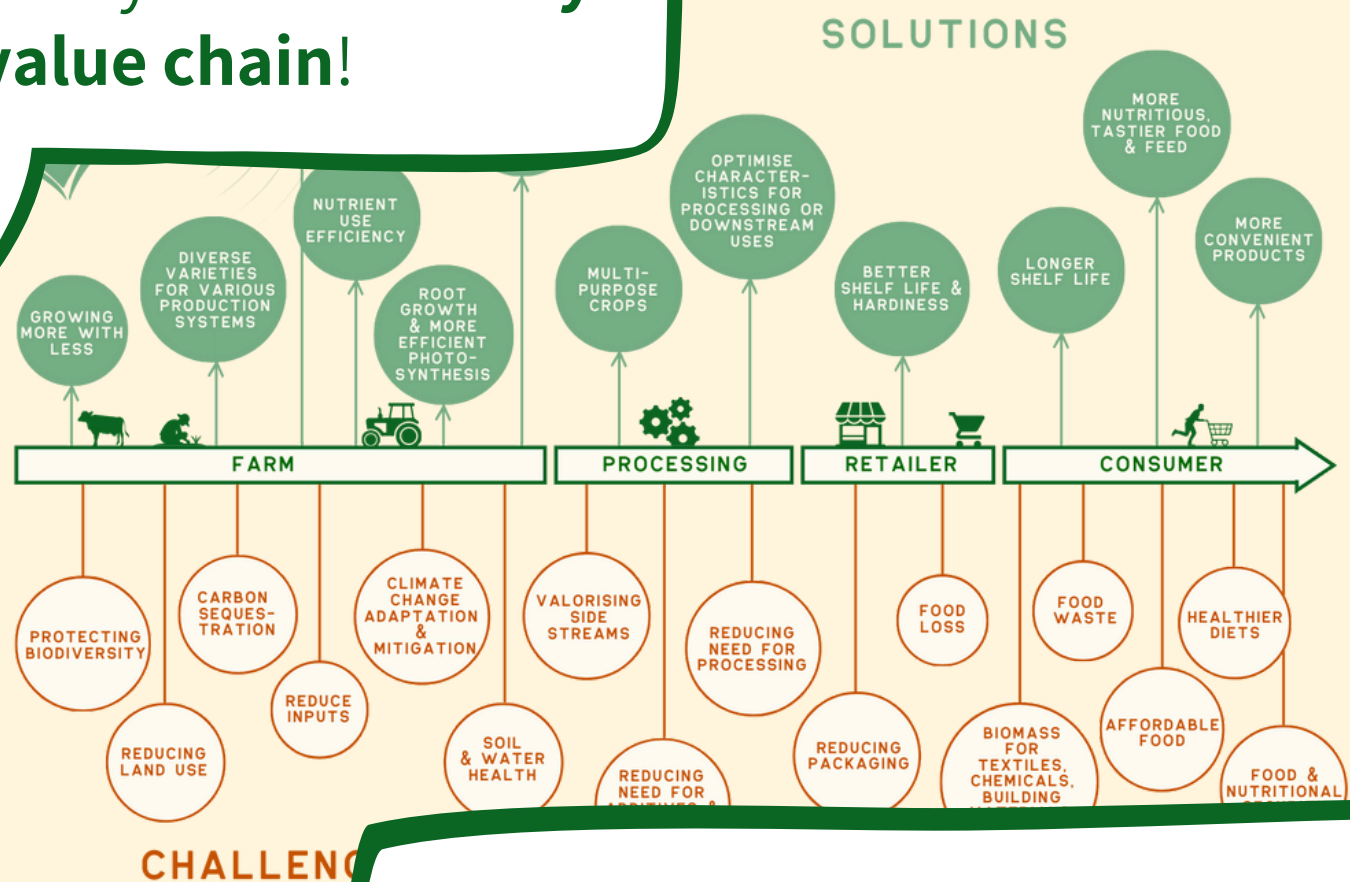 value chain!
SOLUTIONS
MORE
NUTRITIOUS,
TASTIER FOOD
& FEED
OPTIMISE
CHARACTER-
ISTICS FOR
PROCESSING OR
DOWNSTREAM
USES
NUTRIENT
USE
EFFICIENCY
MORE
CONVENIENT
PRODUCTS
DIVERSE
VARIETIES
FOR VARIOUS
PRODUCTION
SYSTEMS
MULTI-
PURPOSE
CROPS
BETTER
SHELF LIFE &
HARDINESS
LONGER
SHELF LIFE
GROWING
MORE WITH
LESS
ROOT
GROWTH
& MORE
EFFICIENT
PHOTO-
SYNTHESIS
FARM
PROCESSING
RETAILER
CONSUMER
PROTECTING
BIODIVERSITY
CARBON
SEQUES-
TRATION
CLIMATE
CHANGE
ADAPTATION
&
MITIGATION
VALORISING
SIDE
STREAMS
REDUCING
NEED FOR
PROCESSING
FOOD
LOSS
FOOD
WASTE
HEALTHIER
DIETS
REDUCING
LAND USE
REDUCE
INPUTS
SOIL
& WATER
HEALTH
REDUCING
NEED FOR
ADDITIVES &
REDUCING
PACKAGING
BIOMASS
FOR
TEXTILES,
CHEMICALS,
BUILDING
AFFORDABLE
FOOD
FOOD &
NUTRITIONAL